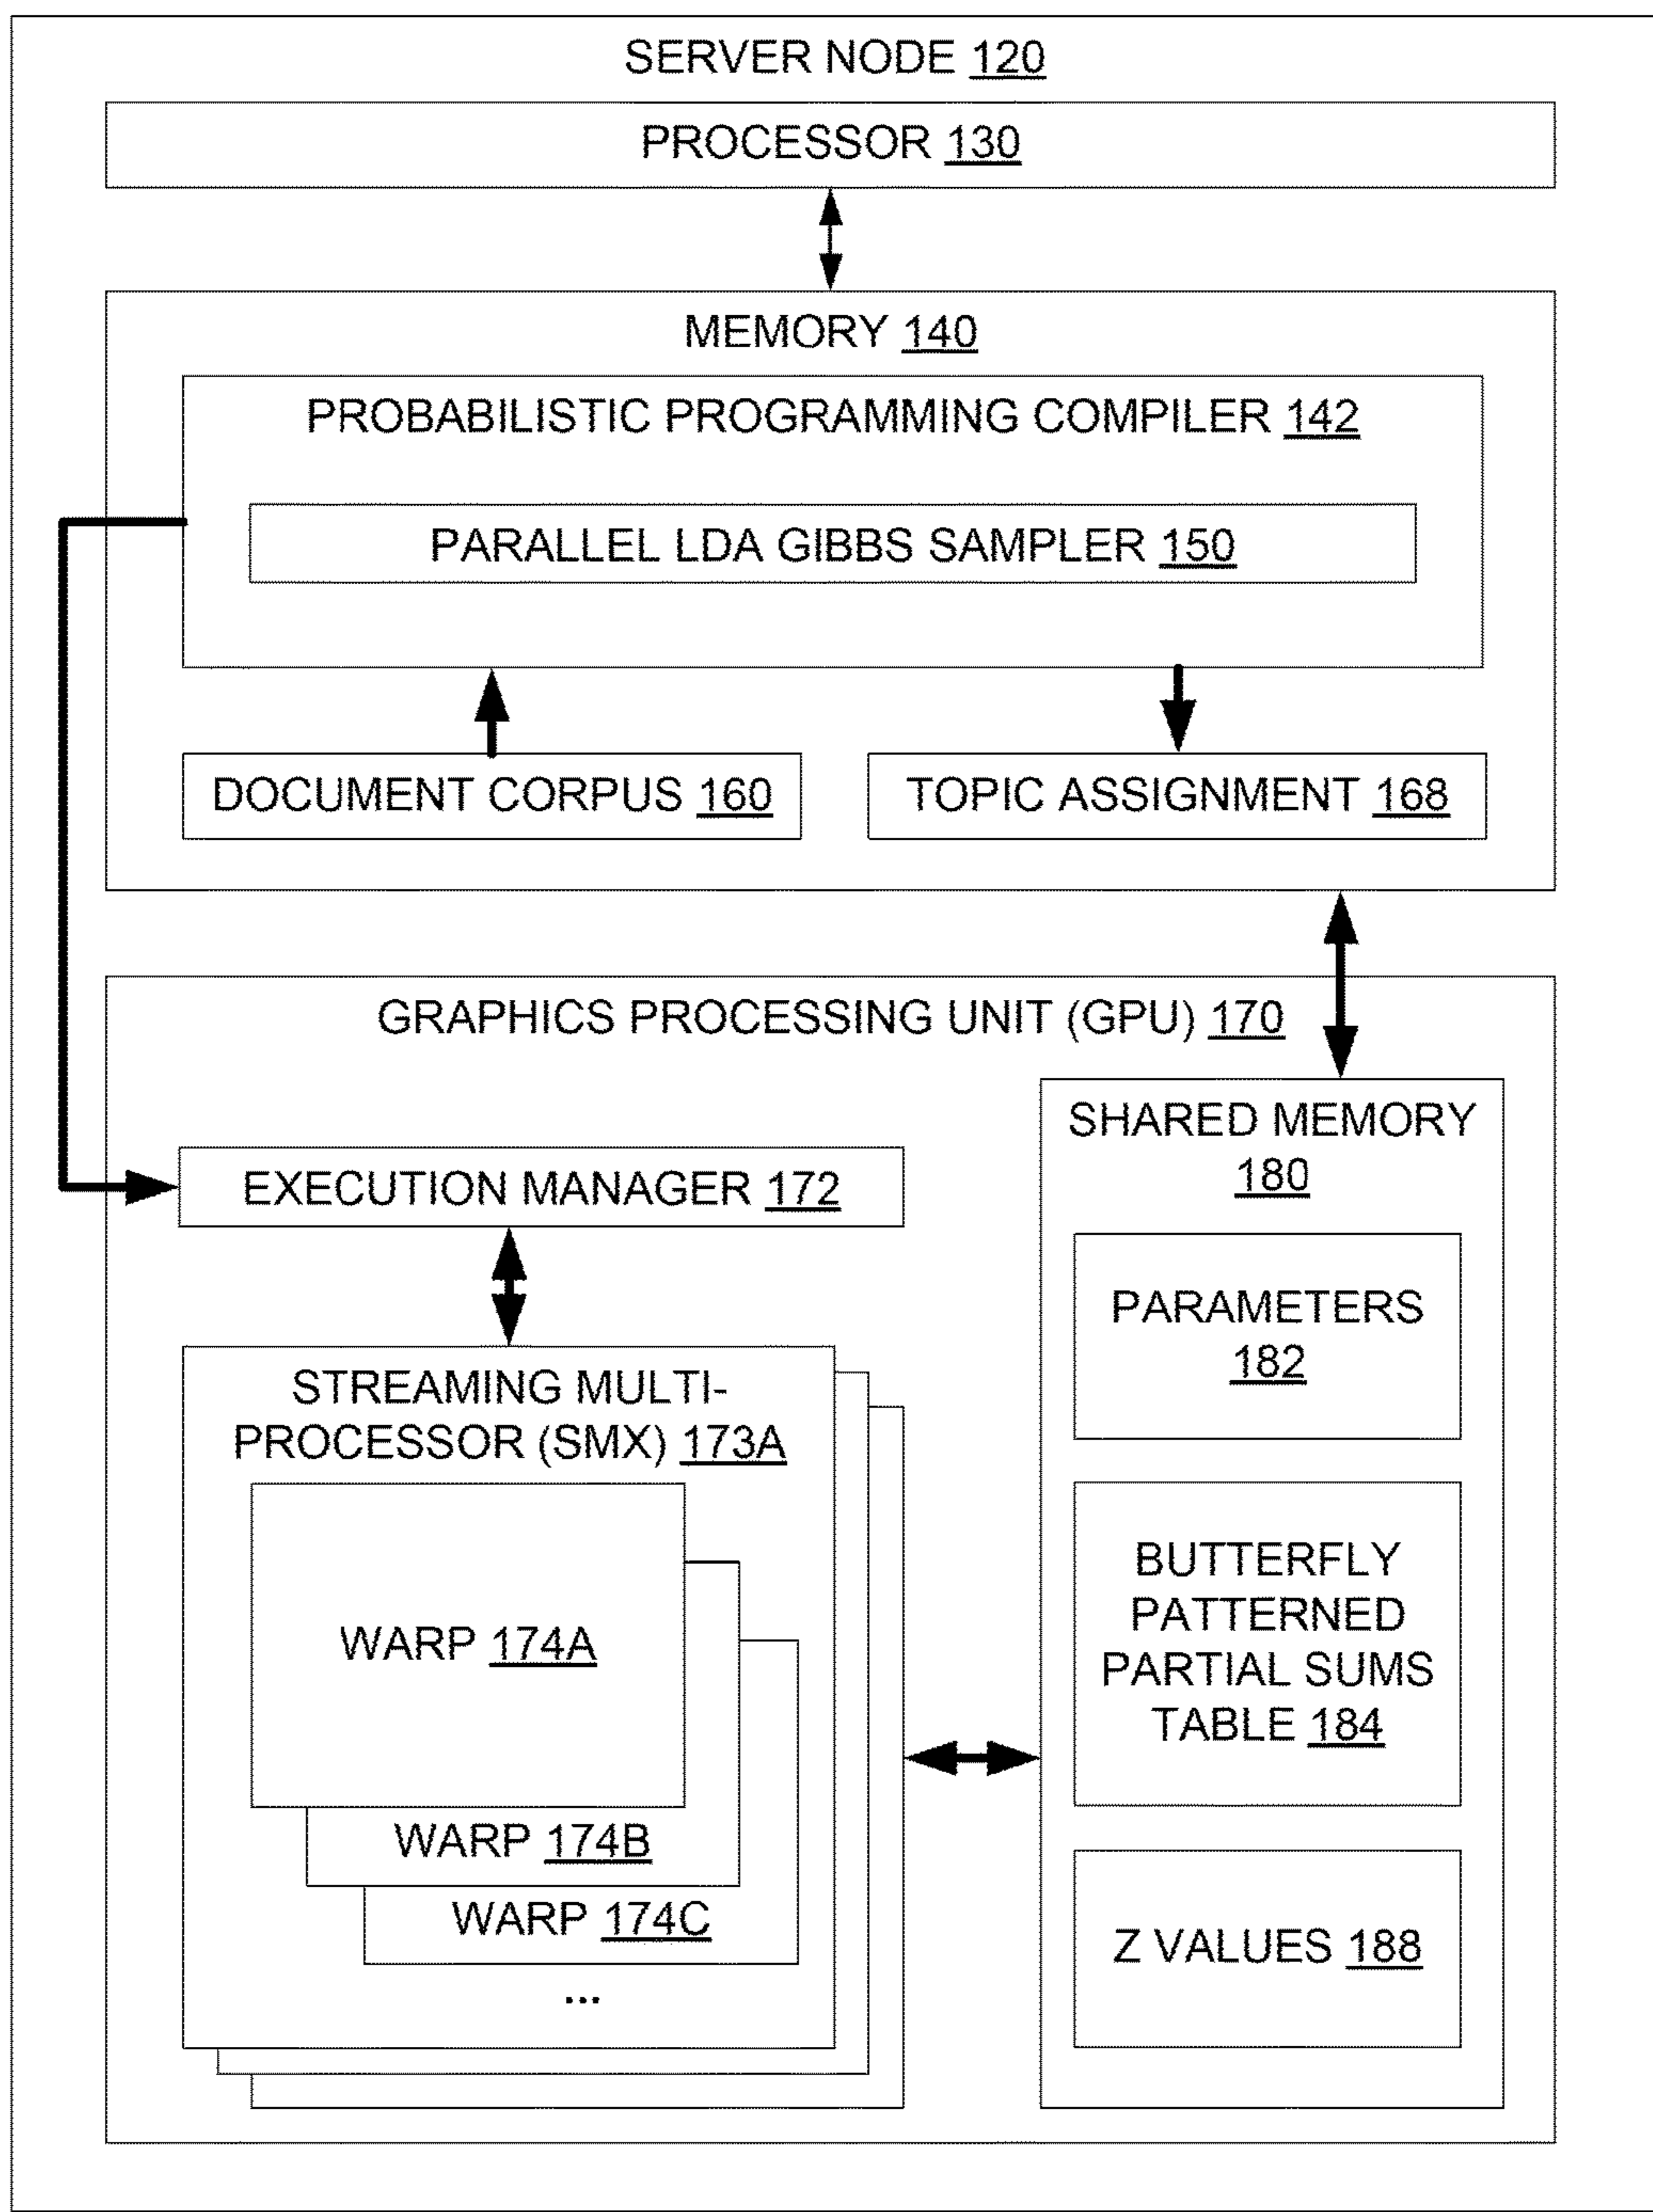 SERVER NODE 120
PROCESSOR 130
MEMORY 140
PROBABILISTIC PROGRAMMING COMPILER 142
PARALLEL LDA GIBBS SAMPLER 150
DOCUMENT CORPUS 160
TOPIC ASSIGNMENT 168
GRAPHICS PROCESSING UNIT (GPU) 170
EXECUTION MANAGER 172
STREAMING MULTI-
PROCESSOR (SMX) 173A
WARP 174A
WARP 174B
WARP 174C
...
SHARED MEMORY
180
PARAMETERS
182
BUTTERFLY
PATTERNED
PARTIAL SUMS
TABLE 184
Z VALUES 188